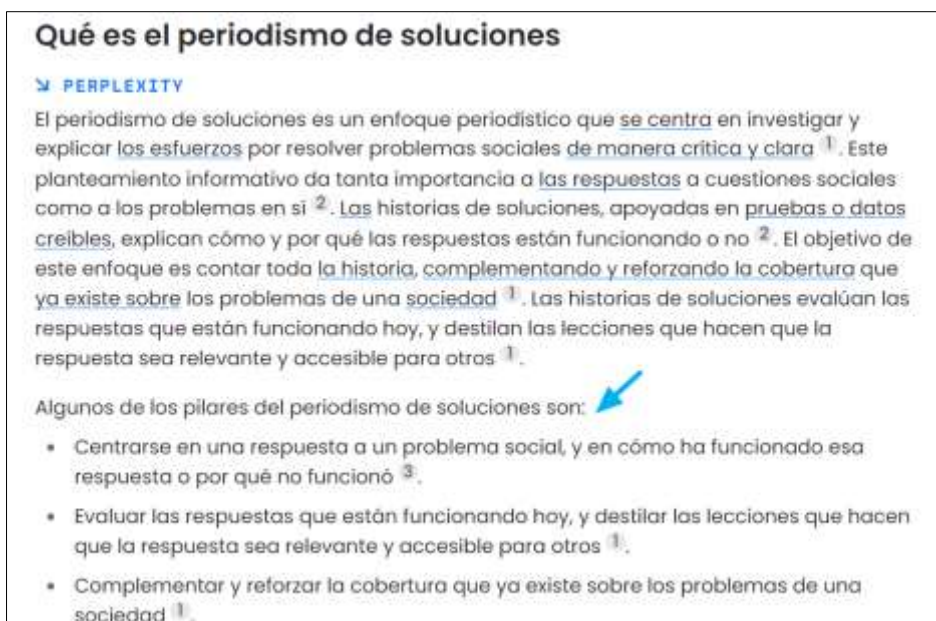 Qué es el periodismo de soluciones
PERPLEXITY
El periodismo de soluciones es un enfoque periodístico que se centra en investigar y
explicar los esfuerzos por resolver problemas sociales de manera crítica y clara 1. Este
planteamiento informativo da tanta importancia a las respuestas a cuestiones sociales
como a los problemas en sí 2. Las historias de soluciones, apoyadas en pruebas o datos
creíbles, explican cómo y por qué las respuestas están funcionando o no 2. El objetivo de
este enfoque es contar toda la historia, complementando y reforzando la cobertura que
ya existe sobre los problemas de una sociedad 1. Las historias de soluciones evalúan las
respuestas que están funcionando hoy, y destilan las lecciones que hacen que la
respuesta sea relevante y accesible para otros 1.
Algunos de los pilares del periodismo de soluciones son:
• Centrarse en una respuesta a un problema social, y en cómo ha funcionado esa
respuesta o por qué no funcionó 3.
• Evaluar las respuestas que están funcionando hoy, y destilar las lecciones que hacen
que la respuesta sea relevante y accesible para otros 1.
• Complementar y reforzar la cobertura que ya existe sobre los problemas de una
sociedad 1.